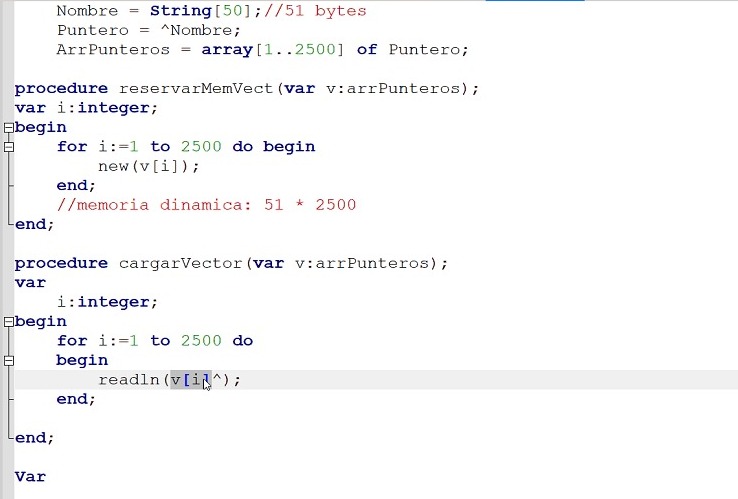 Nombre = String[50];//51 bytes
Puntero = ^Nombre;
ArrPunteros = array[1..2500] of Puntero;
procedure reservarMemVect(var v:arrPunteros);
var i:integer;
begin
for i:=1 to 2500 do begin
new(v[i]);
end;
//memoria dinamica: 51 * 2500
end;
procedure cargarVector(var v:arrPunteros);
var
i:integer;
begin
for i:=1 to 2500 do
begin
readln(v[i]^);
end;
end;
Var